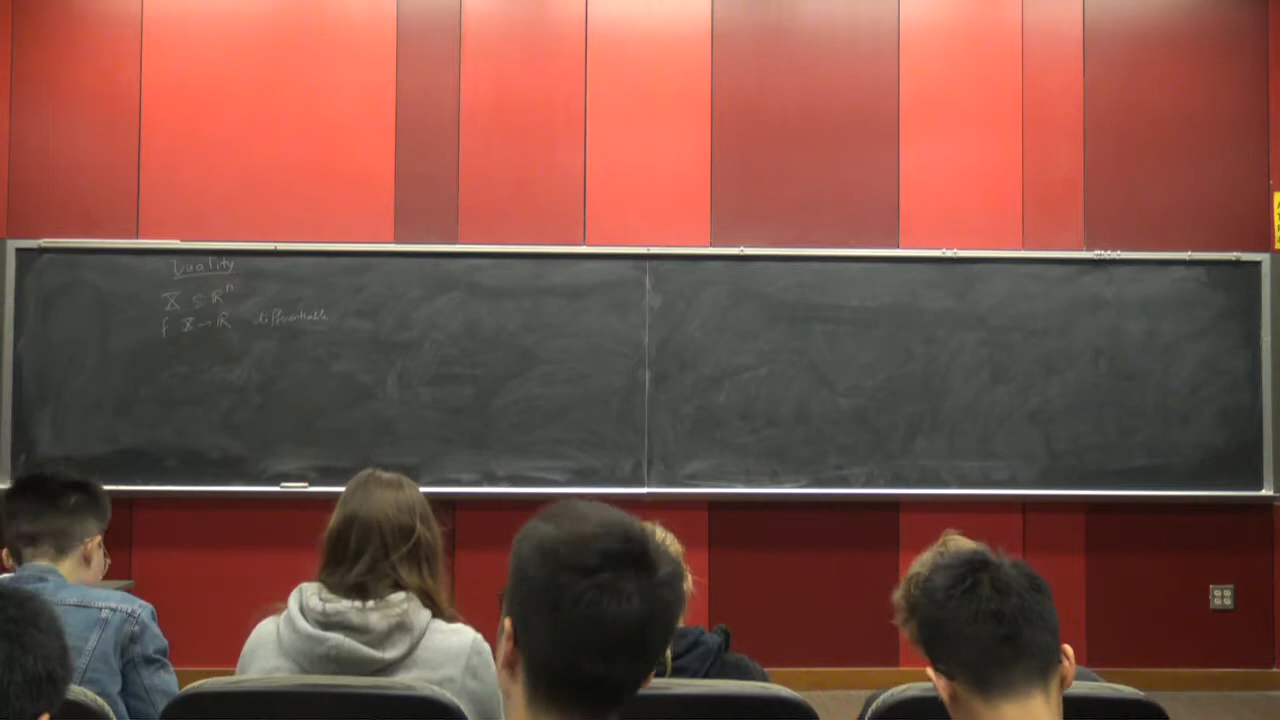 Duality
X ⊆ ℝⁿ
f X → ℝ differentiable